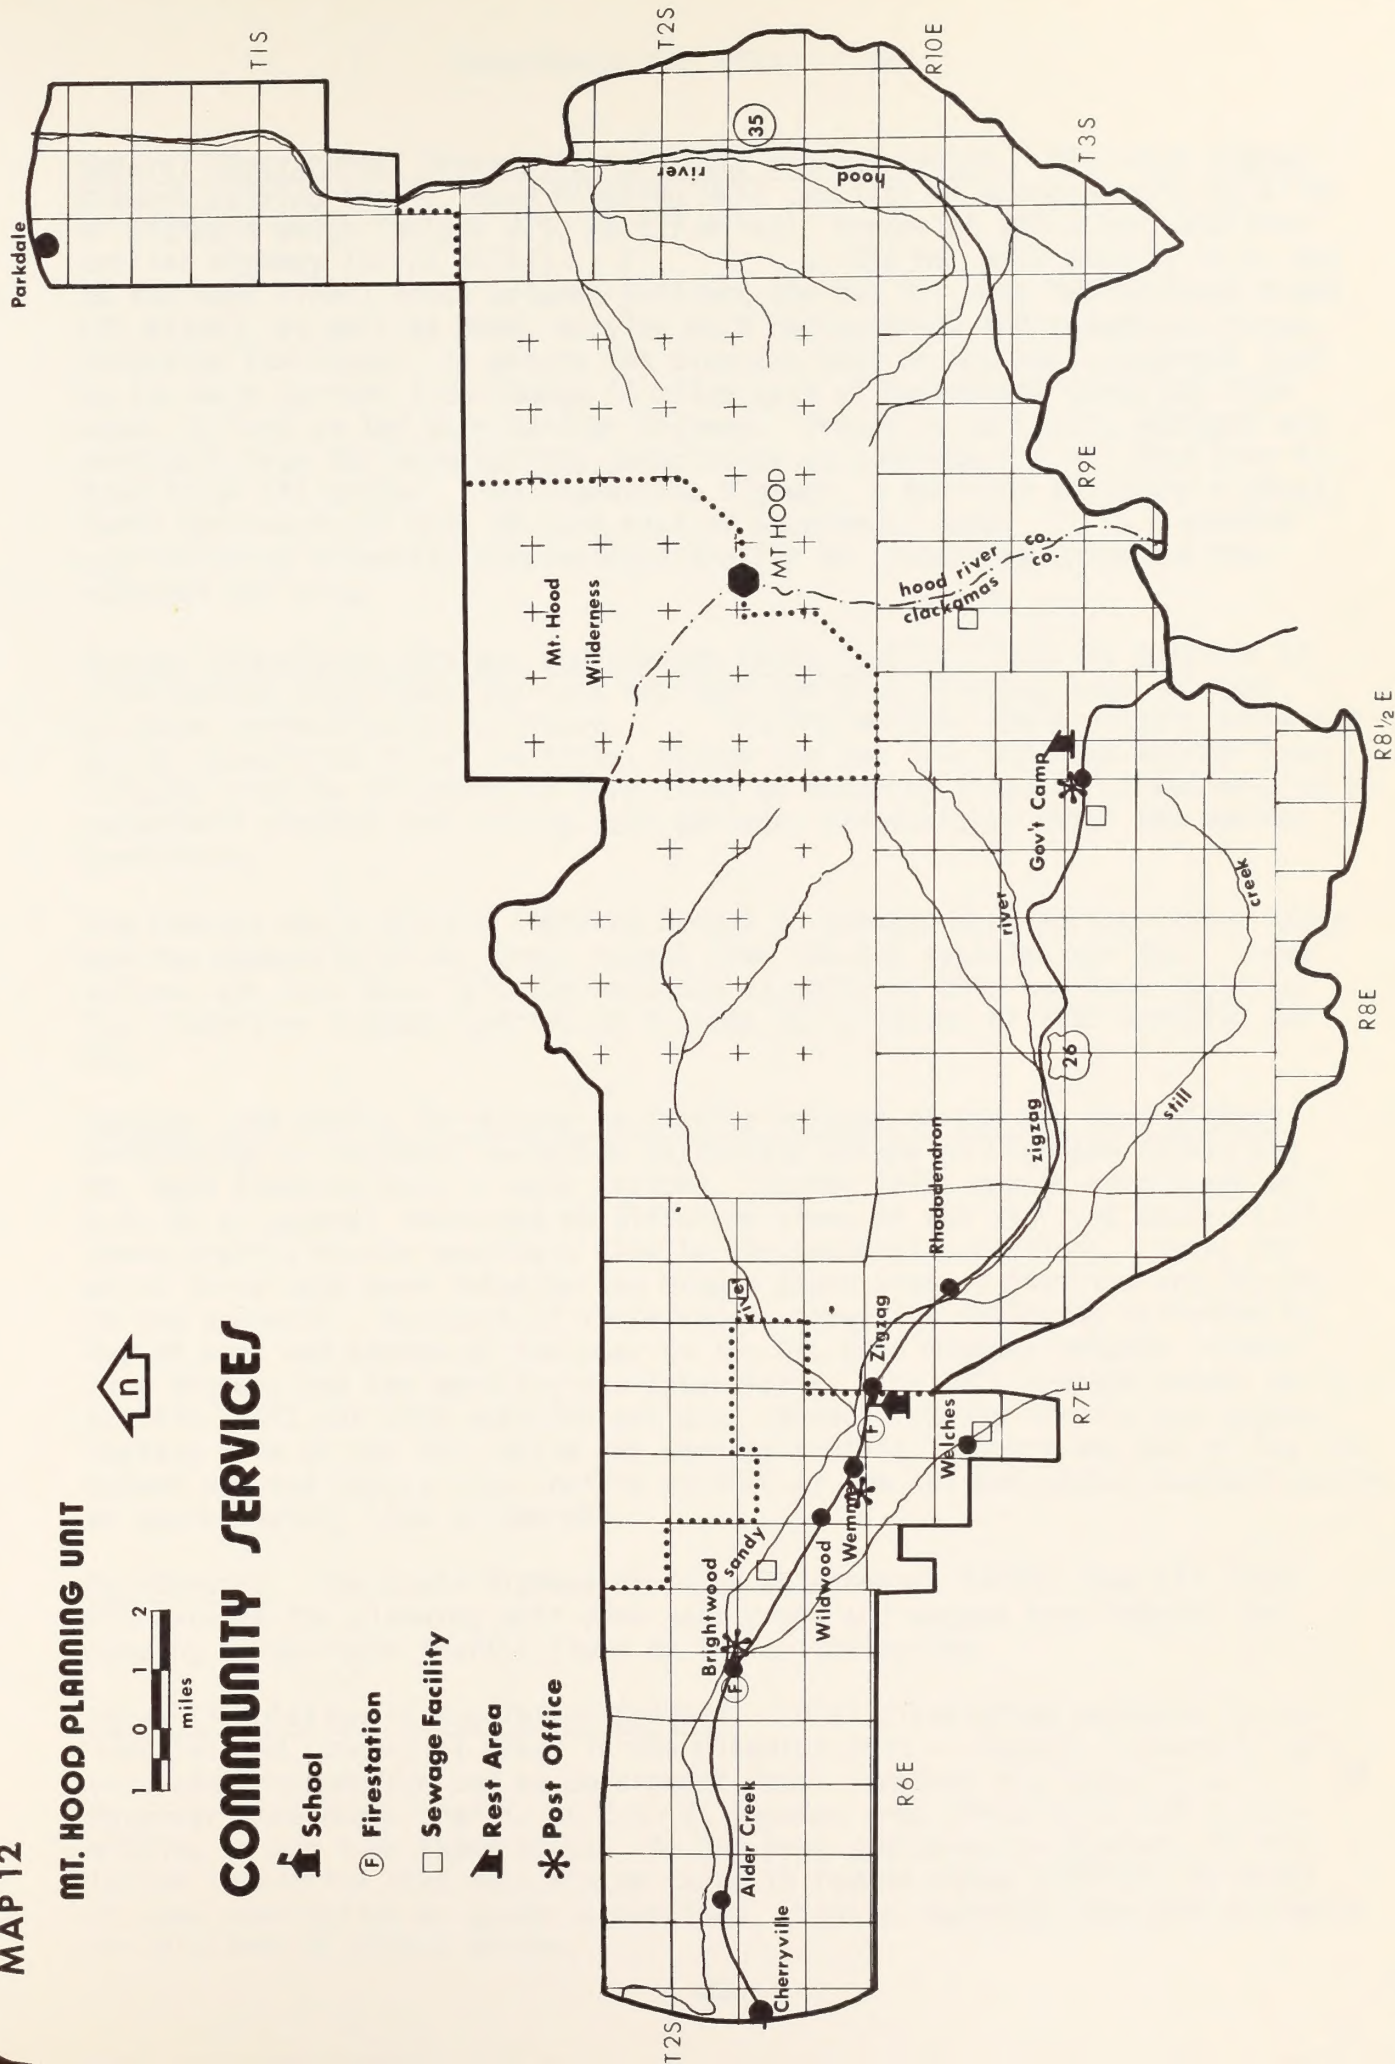 MAP 12
MT. HOOD PLANNING UNIT
n
1 0 1 2
miles
COMMUNITY SERVICES
School
F Firestation
Sewage Facility
Rest Area
Post Office
Parkdale
T1S
T2S
35
river
hood
R10E
T3S
Mt. Hood
Wilderness
MT HOOD
hood river co.
clackamas co.
R9E
Gov't Camp
R8½E
river
creek
26
zigzag
still
R8E
Rhododendron
river
Zigzag
F
Welches
R7E
Wemme
sandy
Wildwood
Brightwood
F
R6E
Alder Creek
Cherryville
T2S